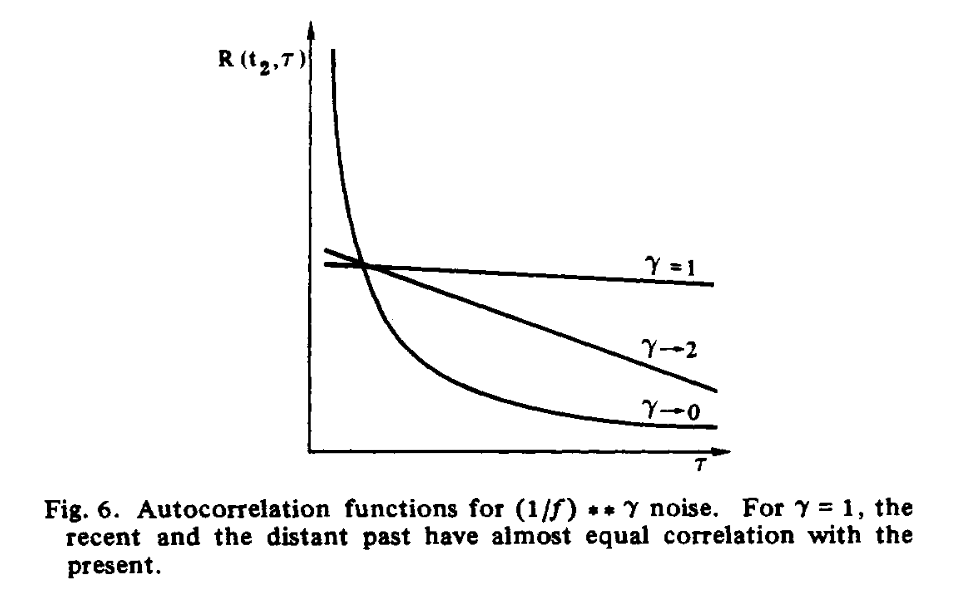 R (t₂,τ)
γ = 1
γ→2
γ→0
τ
Fig. 6. Autocorrelation functions for (1/f) ** γ noise. For γ = 1, the
recent and the distant past have almost equal correlation with the
present.